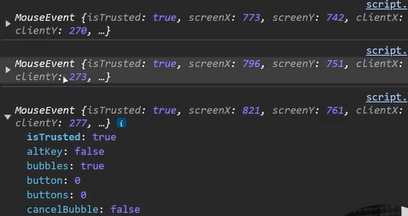 script.
MouseEvent {isTrusted: true, screenX: 773, screenY: 742, clientX:
clientY: 270, …}
script.
MouseEvent {isTrusted: true, screenX: 796, screenY: 751, clientX:
clientY: 273, …}
script.
MouseEvent {isTrusted: true, screenX: 821, screenY: 761, clientX:
clientY: 277, …} i
isTrusted: true
altKey: false
bubbles: true
button: 0
buttons: 0
cancelBubble: false